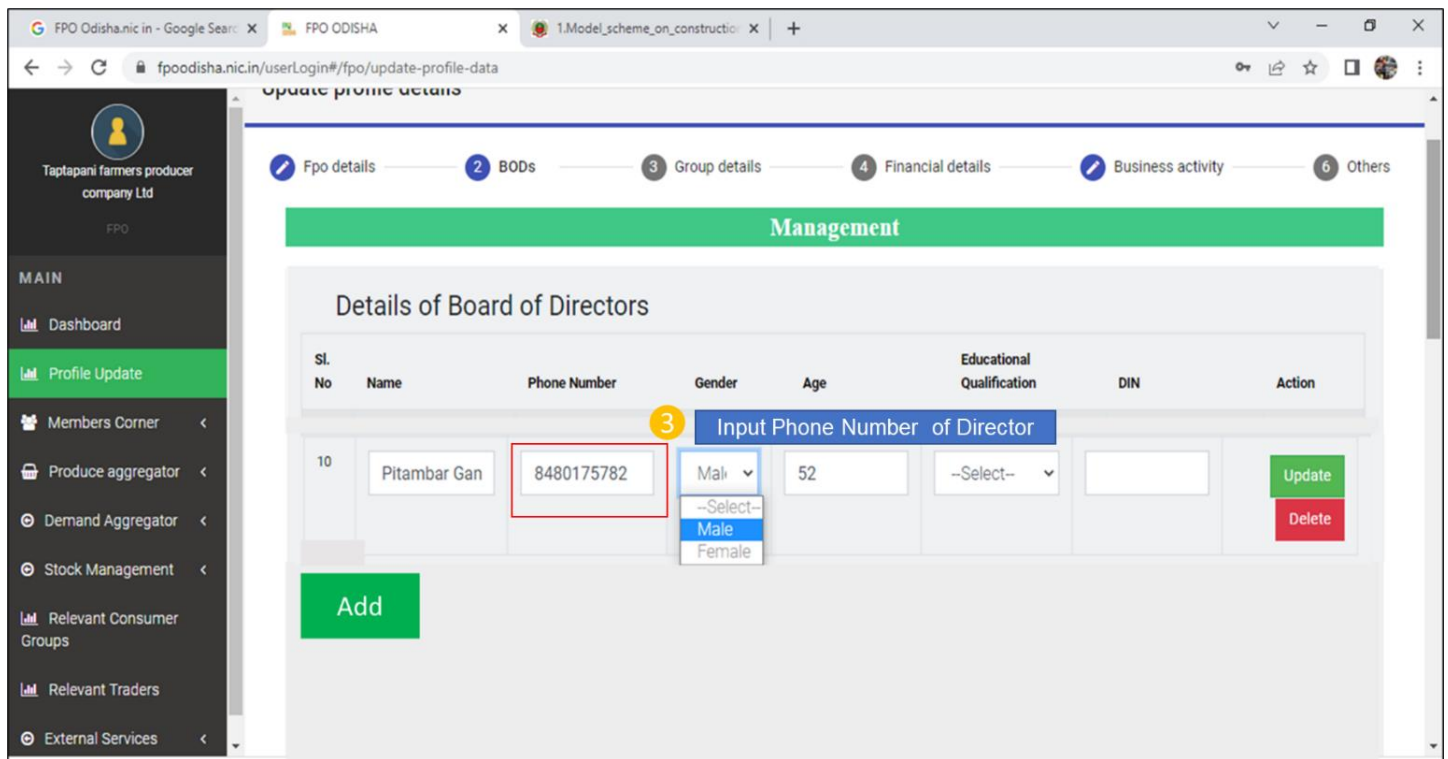 FPO Odisha.nic in - Google Searc
FPO ODISHA
1.Model_scheme_on_construction
fpoodisha.nic.in/userLogin#/fpo/update-profile-data
Update profile details
Taptapani farmers producer
company Ltd
FPO
MAIN
Dashboard
Profile Update
Members Corner
Produce aggregator
Demand Aggregator
Stock Management
Relevant Consumer
Groups
Relevant Traders
External Services
Fpo details
2 BODs
3 Group details
4 Financial details
Business activity
6 Others
Management
Details of Board of Directors
Sl.
No Name Phone Number Gender Age Educational
Qualification DIN Action
3 Input Phone Number of Director
10 Pitambar Gan 8480175782 Male 52 --Select-- Update
--Select--
Male
Female
Delete
Add